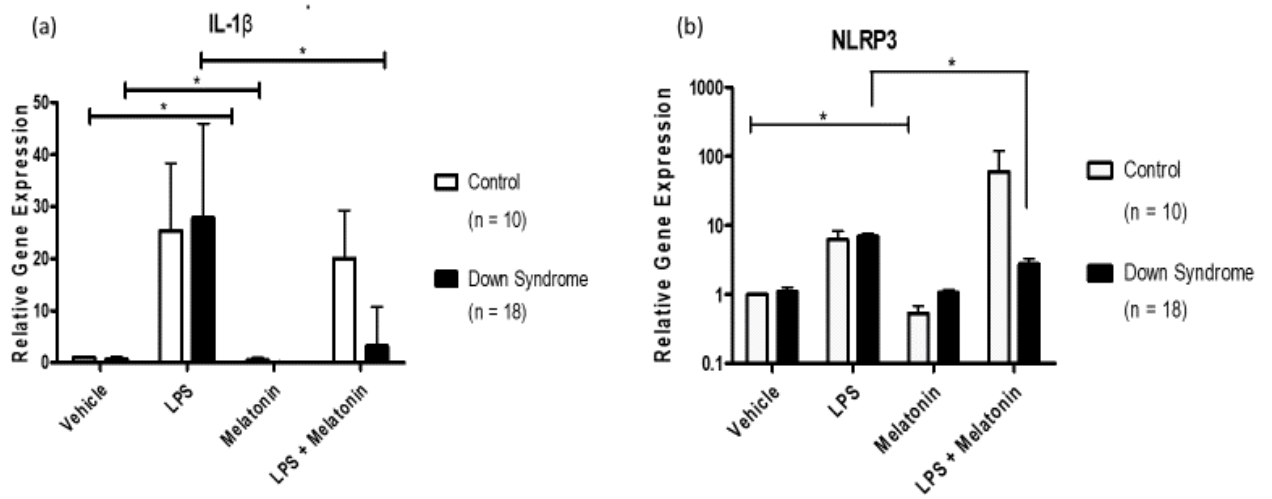 (a)
IL-1β
*
*
*
Relative Gene Expression
50
40
30
20
10
0
Vehicle
LPS
Melatonin
LPS + Melatonin
Control
(n = 10)
Down Syndrome
(n = 18)
(b)
NLRP3
*
*
Relative Gene Expression
1000
100
10
1
0.1
Vehicle
LPS
Melatonin
LPS + Melatonin
Control
(n = 10)
Down Syndrome
(n = 18)